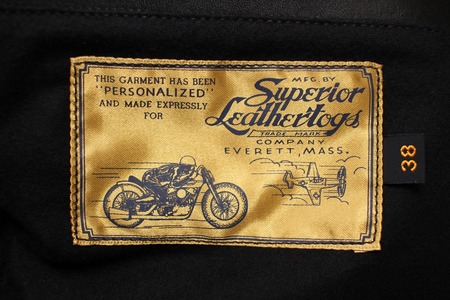 THIS GARMENT HAS BEEN
"PERSONALIZED"
AND MADE EXPRESSLY
FOR
MFG. BY
Superior
Leathertogs
TRADE MARK
COMPANY
EVERETT, MASS.
38